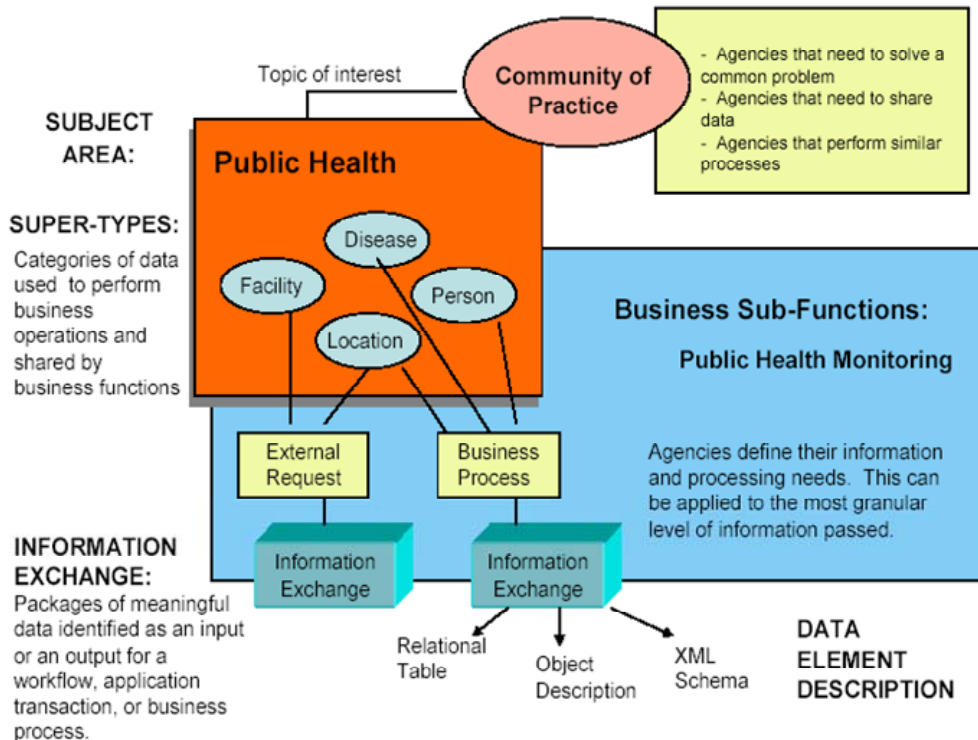 Topic of interest
Community of
Practice
- Agencies that need to solve a
common problem
- Agencies that need to share
data
- Agencies that perform similar
processes
SUBJECT
AREA:
Public Health
SUPER-TYPES:
Categories of data
used to perform
business
operations and
shared by
business functions
Disease
Facility
Person
Location
Business Sub-Functions:
Public Health Monitoring
External
Request
Business
Process
Agencies define their information
and processing needs. This can
be applied to the most granular
level of information passed.
INFORMATION
EXCHANGE:
Packages of meaningful
data identified as an input
or an output for a
workflow, application
transaction, or business
process.
Information
Exchange
Information
Exchange
Relational
Table
Object
Description
XML
Schema
DATA
ELEMENT
DESCRIPTION